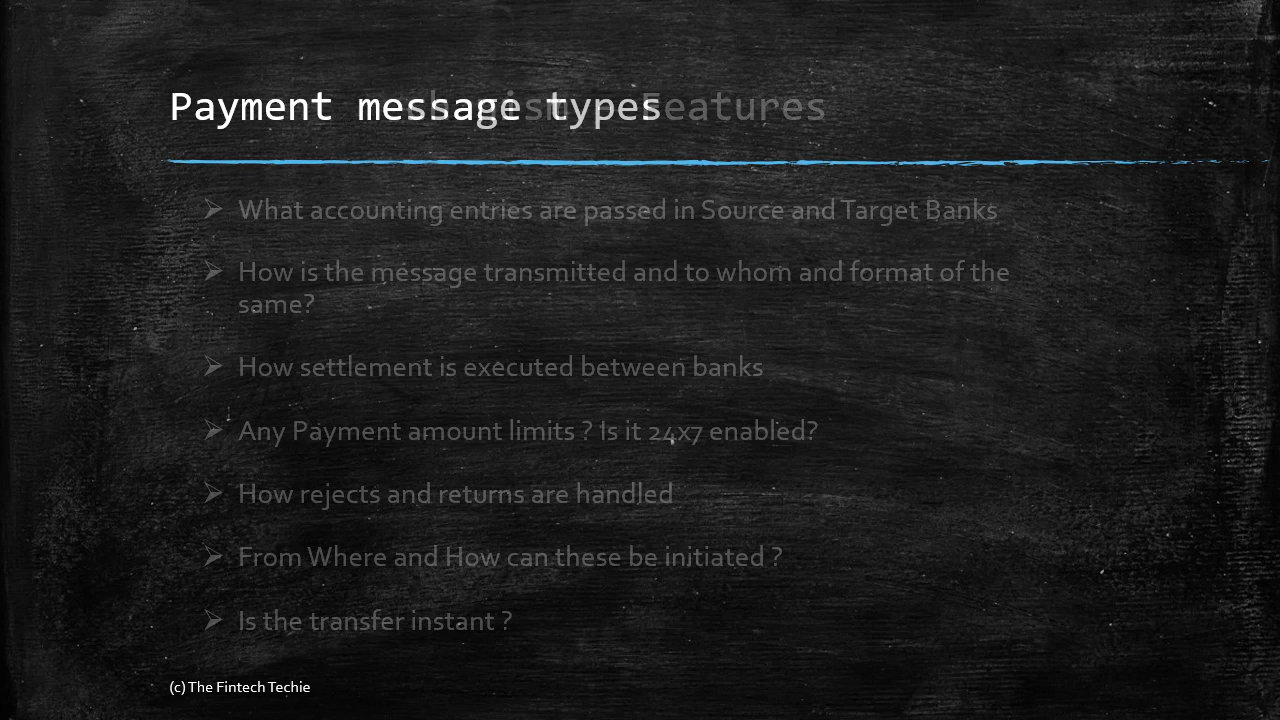 Payment message types
Features
➢ What accounting entries are passed in Source and Target Banks
➢ How is the message transmitted and to whom and format of the
same?
➢ How settlement is executed between banks
➢ Any Payment amount limits ? Is it 24x7 enabled?
➢ How rejects and returns are handled
➢ From Where and How can these be initiated ?
➢ Is the transfer instant ?
(c) The Fintech Techie